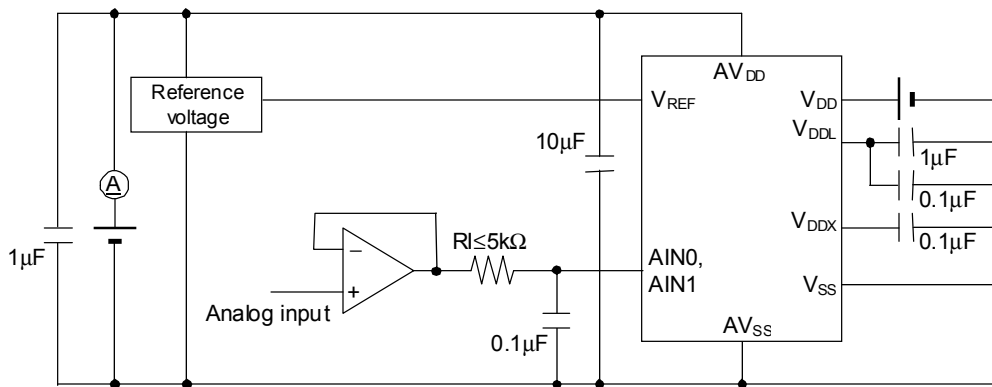 AVDD
Reference
voltage
VREF
VDD
VDDL
10µF
1µF
A
0.1µF
1µF
RI≤5kΩ
VDDX
0.1µF
−
AIN0,
AIN1
VSS
+
Analog input
0.1µF
AVSS